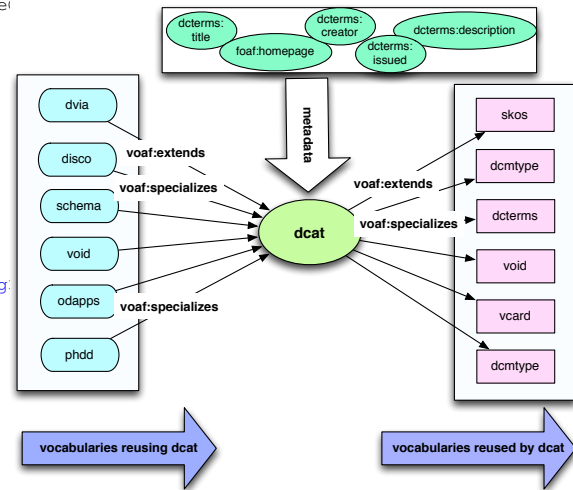 dcterms:
title
foaf:homepage
dcterms:
creator
dcterms:
issued
dcterms:description
metadata
dvia
disco
schema
void
odapps
phdd
voaf:extends
voaf:specializes
voaf:specializes
dcat
voaf:extends
voaf:specializes
skos
dcmtype
dcterms
void
vcard
dcmtype
vocabularies reusing dcat
vocabularies reused by dcat